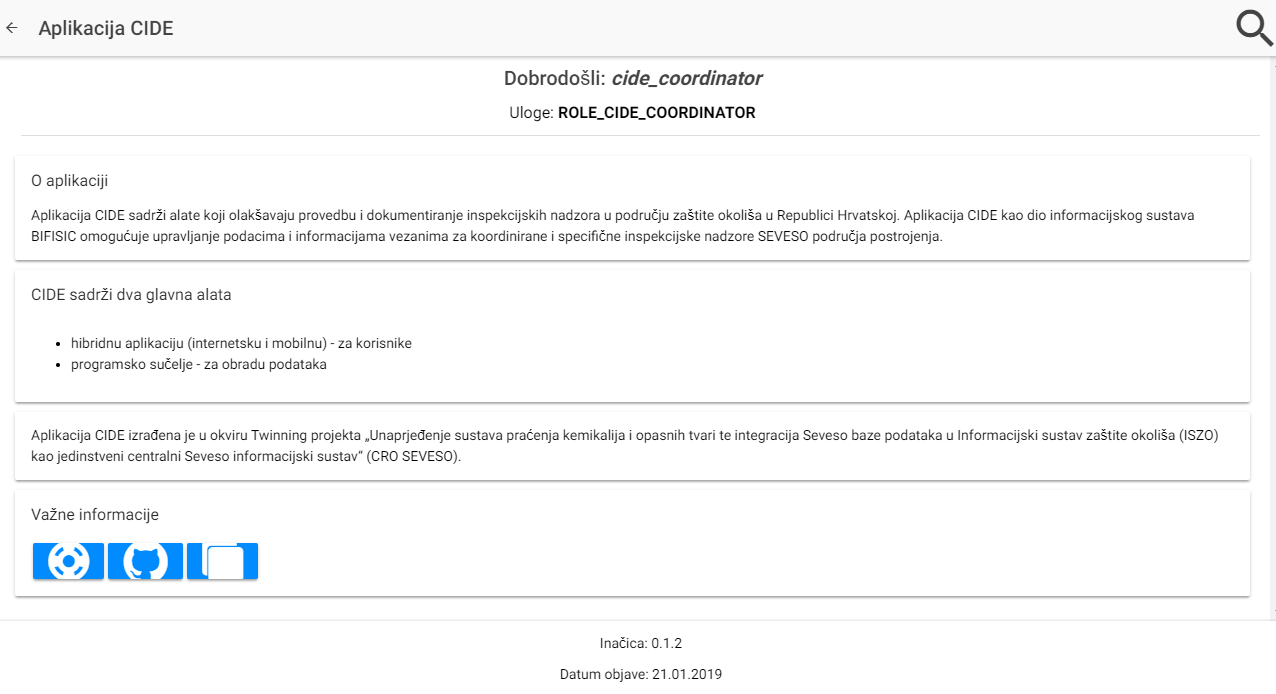 Aplikacija CIDE
Dobrodošli: cide_coordinator
Uloge: ROLE_CIDE_COORDINATOR
O aplikaciji
Aplikacija CIDE sadrži alate koji olakšavaju provedbu i dokumentiranje inspekcijskih nadzora u području zaštite okoliša u Republici Hrvatskoj. Aplikacija CIDE kao dio informacijskog sustava
BIFISIC omogućuje upravljanje podacima i informacijama vezanima za koordinirane i specifične inspekcijske nadzore SEVESO područja postrojenja.
CIDE sadrži dva glavna alata
• hibridnu aplikaciju (internetsku i mobilnu) - za korisnike
• programsko sučelje - za obradu podataka
Aplikacija CIDE izrađena je u okviru Twinning projekta „Unaprjeđenje sustava praćenja kemikalija i opasnih tvari te integracija Seveso baze podataka u Informacijski sustav zaštite okoliša (ISZO)
kao jedinstveni centralni Seveso informacijski sustav“ (CRO SEVESO).
Važne informacije
Inačica: 0.1.2
Datum objave: 21.01.2019